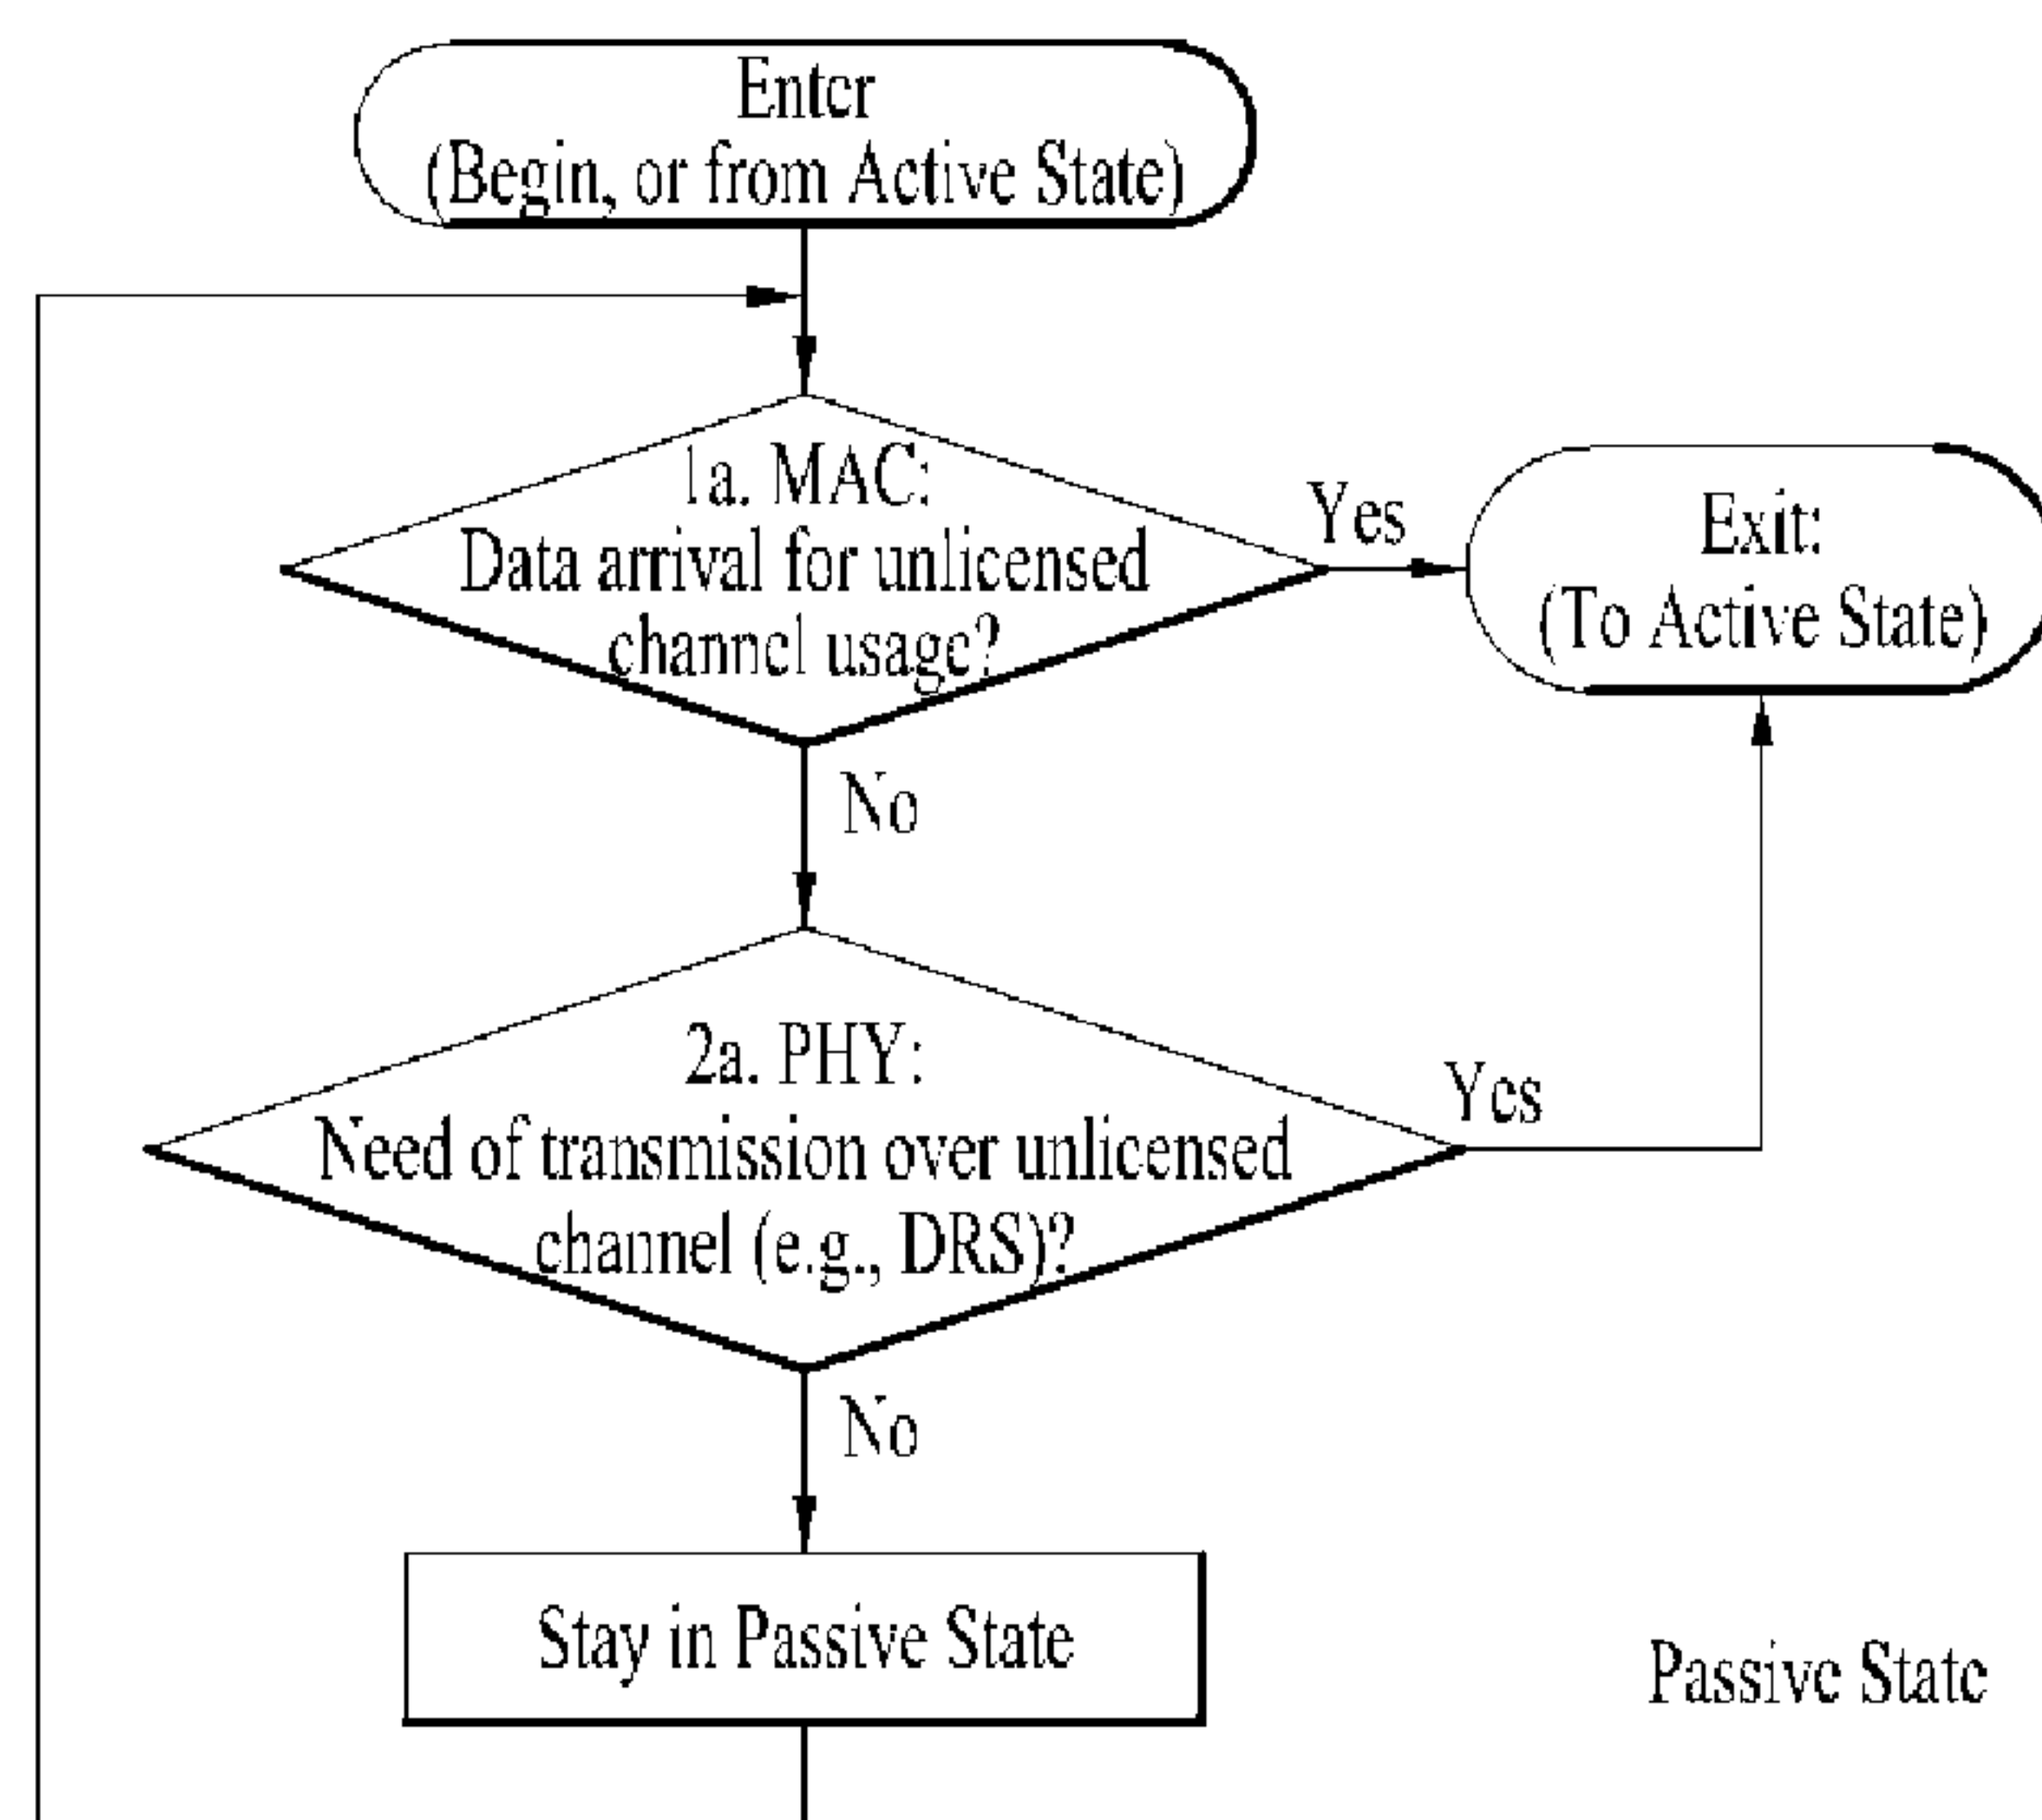 Enter
(Begin, or from Active State)
1a. MAC:
Data arrival for unlicensed
channel usage?
Yes
Exit:
(To Active State)
No
2a. PHY:
Need of transmission over unlicensed
channel (e.g., DRS)?
Yes
No
Stay in Passive State
Passive State